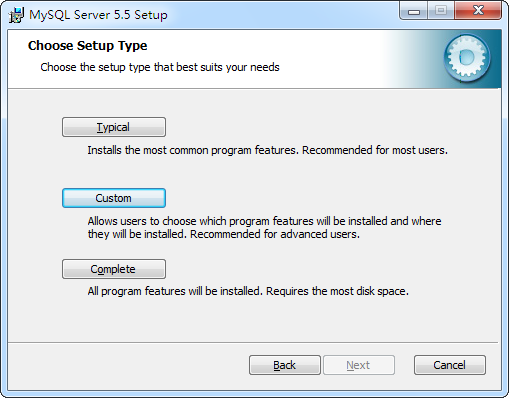 MySQL Server 5.5 Setup
Choose Setup Type
Choose the setup type that best suits your needs
Typical
Installs the most common program features. Recommended for most users.
Custom
Allows users to choose which program features will be installed and where
they will be installed. Recommended for advanced users.
Complete
All program features will be installed. Requires the most disk space.
Back Next Cancel